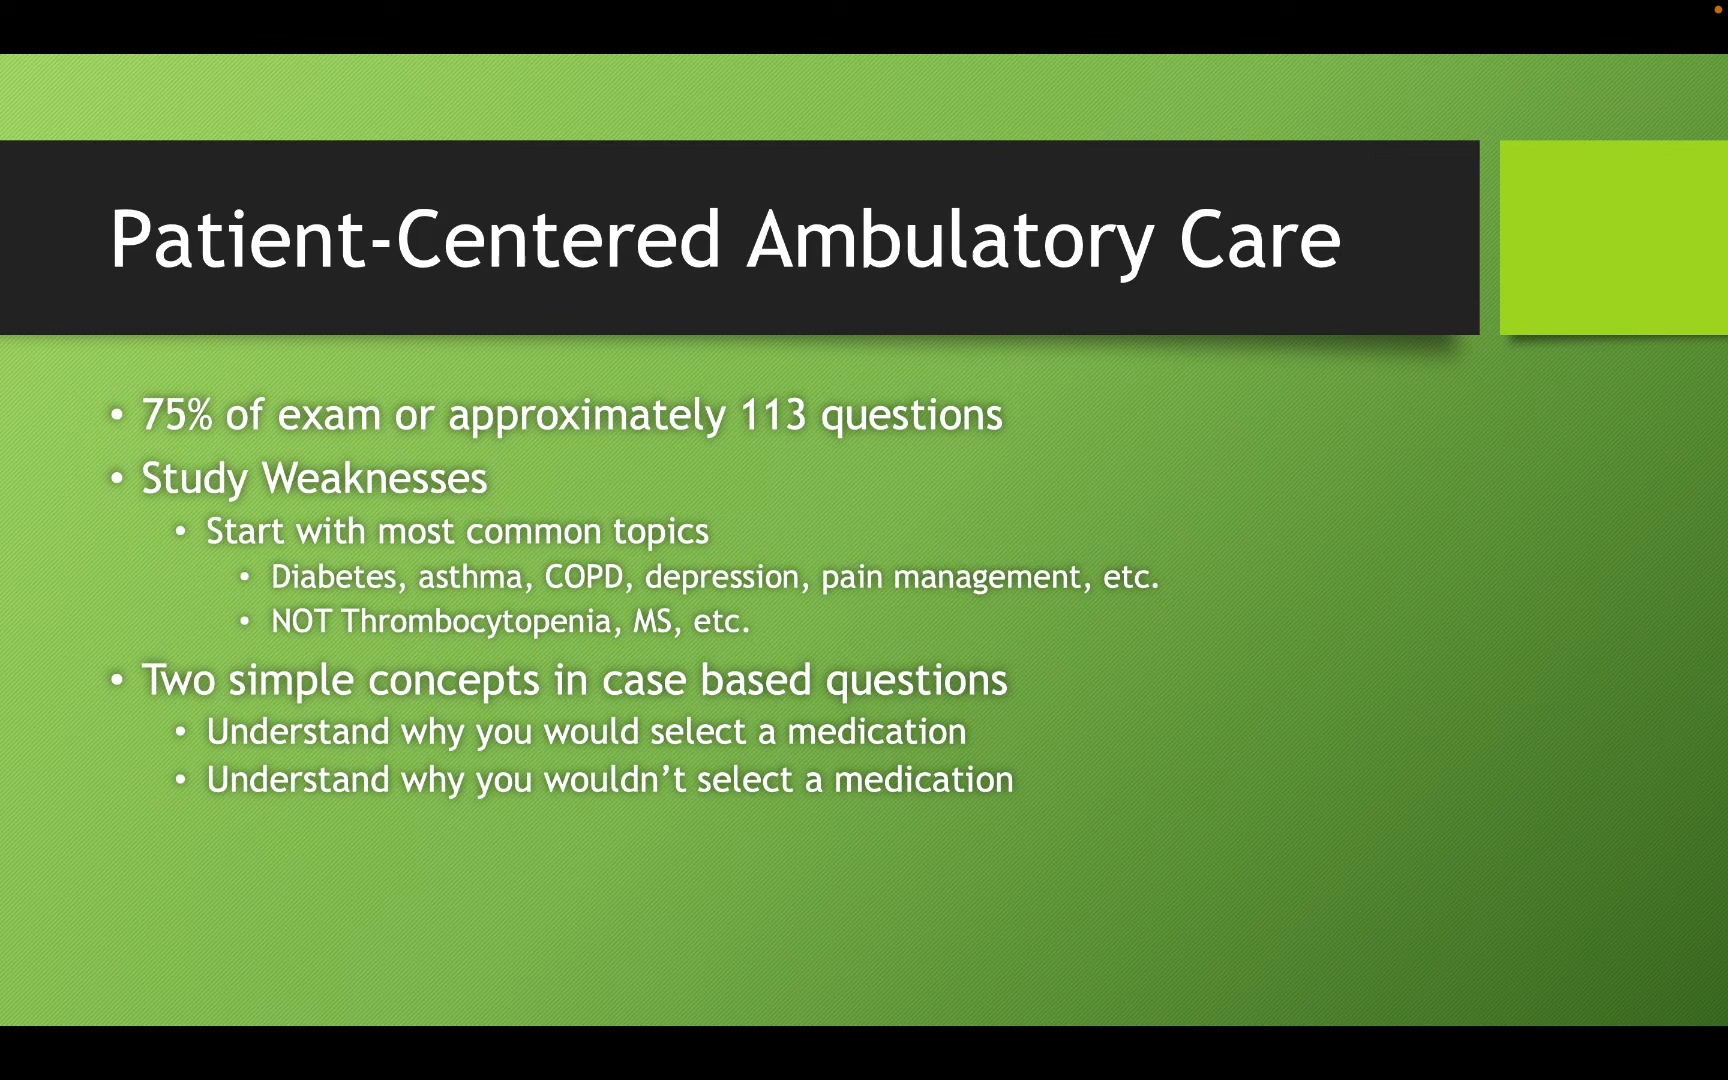 Patient-Centered Ambulatory Care
• 75% of exam or approximately 113 questions
• Study Weaknesses
• Start with most common topics
• Diabetes, asthma, COPD, depression, pain management, etc.
• NOT Thrombocytopenia, MS, etc.
• Two simple concepts in case based questions
• Understand why you would select a medication
• Understand why you wouldn’t select a medication